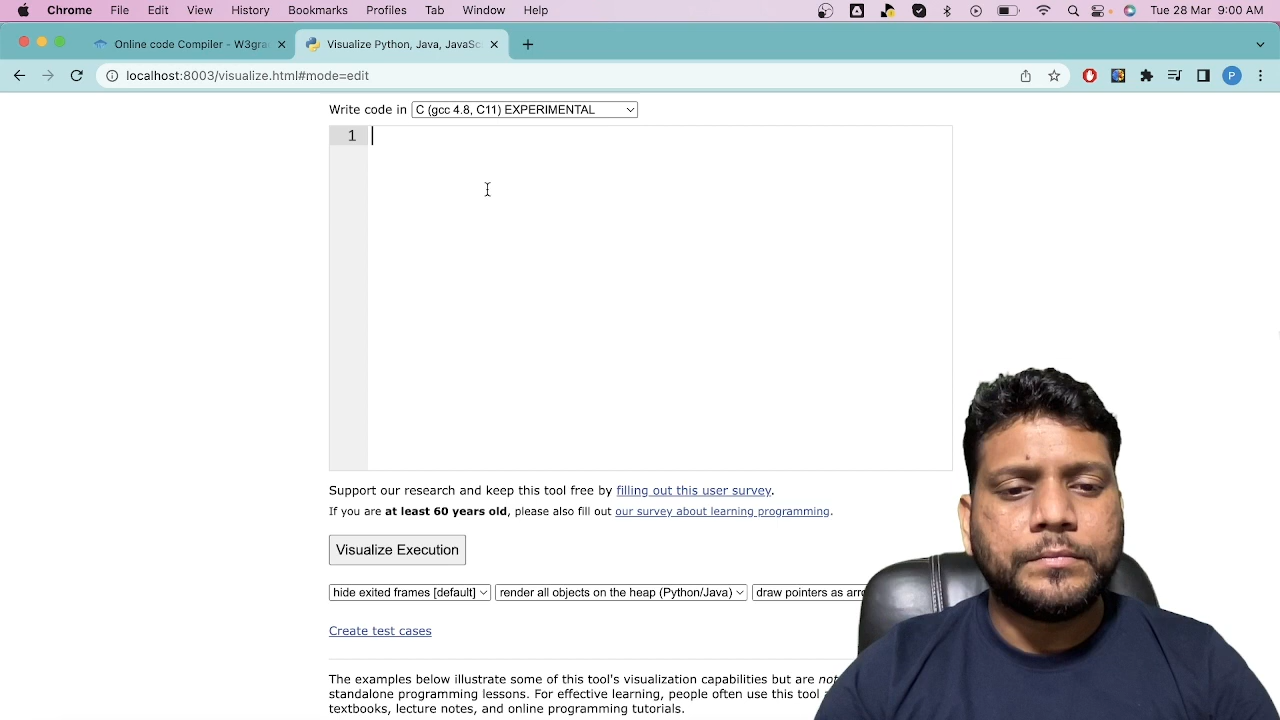 Chrome File Edit View History Bookmarks Profiles Tab Window Help Tue 28 Mar 9:00 AM
Online code Compiler - W3gra Visualize Python, Java, JavaSc
localhost:8003/visualize.html#mode=edit P
Write code in C (gcc 4.8, C11) EXPERIMENTAL
1
Support our research and keep this tool free by filling out this user survey.
If you are at least 60 years old, please also fill out our survey about learning programming.
Visualize Execution
hide exited frames [default] render all objects on the heap (Python/Java) draw pointers as arro
Create test cases
The examples below illustrate some of this tool's visualization capabilities but are not
standalone programming lessons. For effective learning, people often use this tool
textbooks, lecture notes, and online programming tutorials.